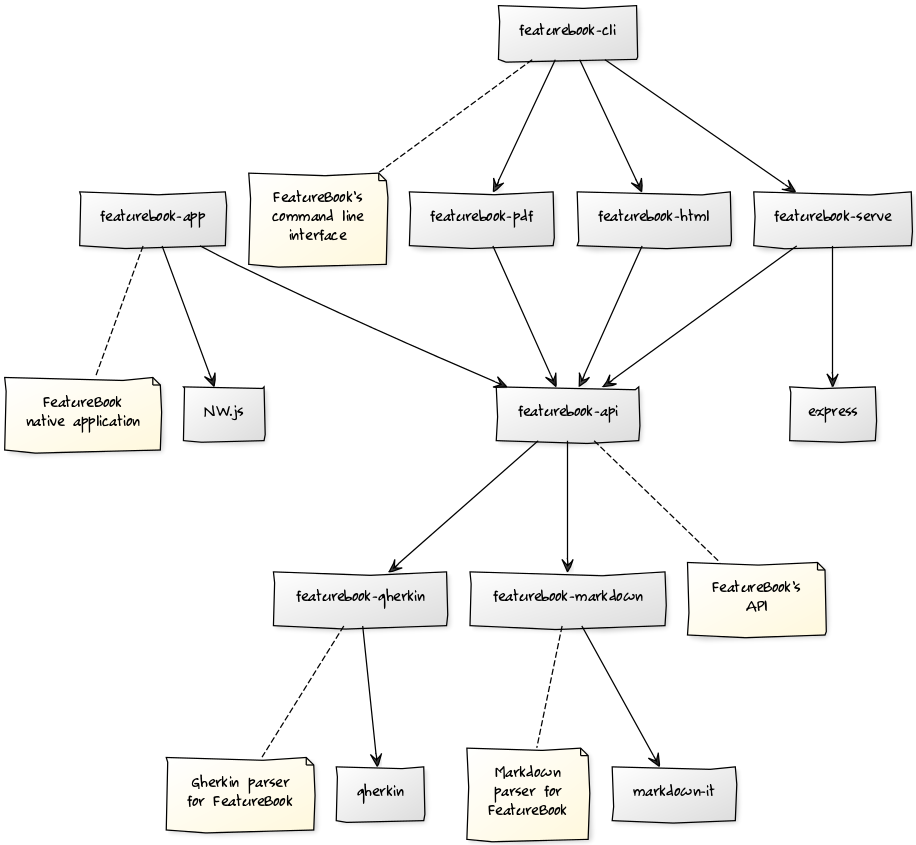 featurebook-cli
featurebook-app
FeatureBook's
command line
interface
featurebook-pdf
featurebook-html
featurebook-serve
FeatureBook
native application
NW.js
featurebook-api
express
featurebook-gherkin
featurebook-markdown
FeatureBook's
API
Gherkin parser
for FeatureBook
gherkin
Markdown
parser for
FeatureBook
markdown-it